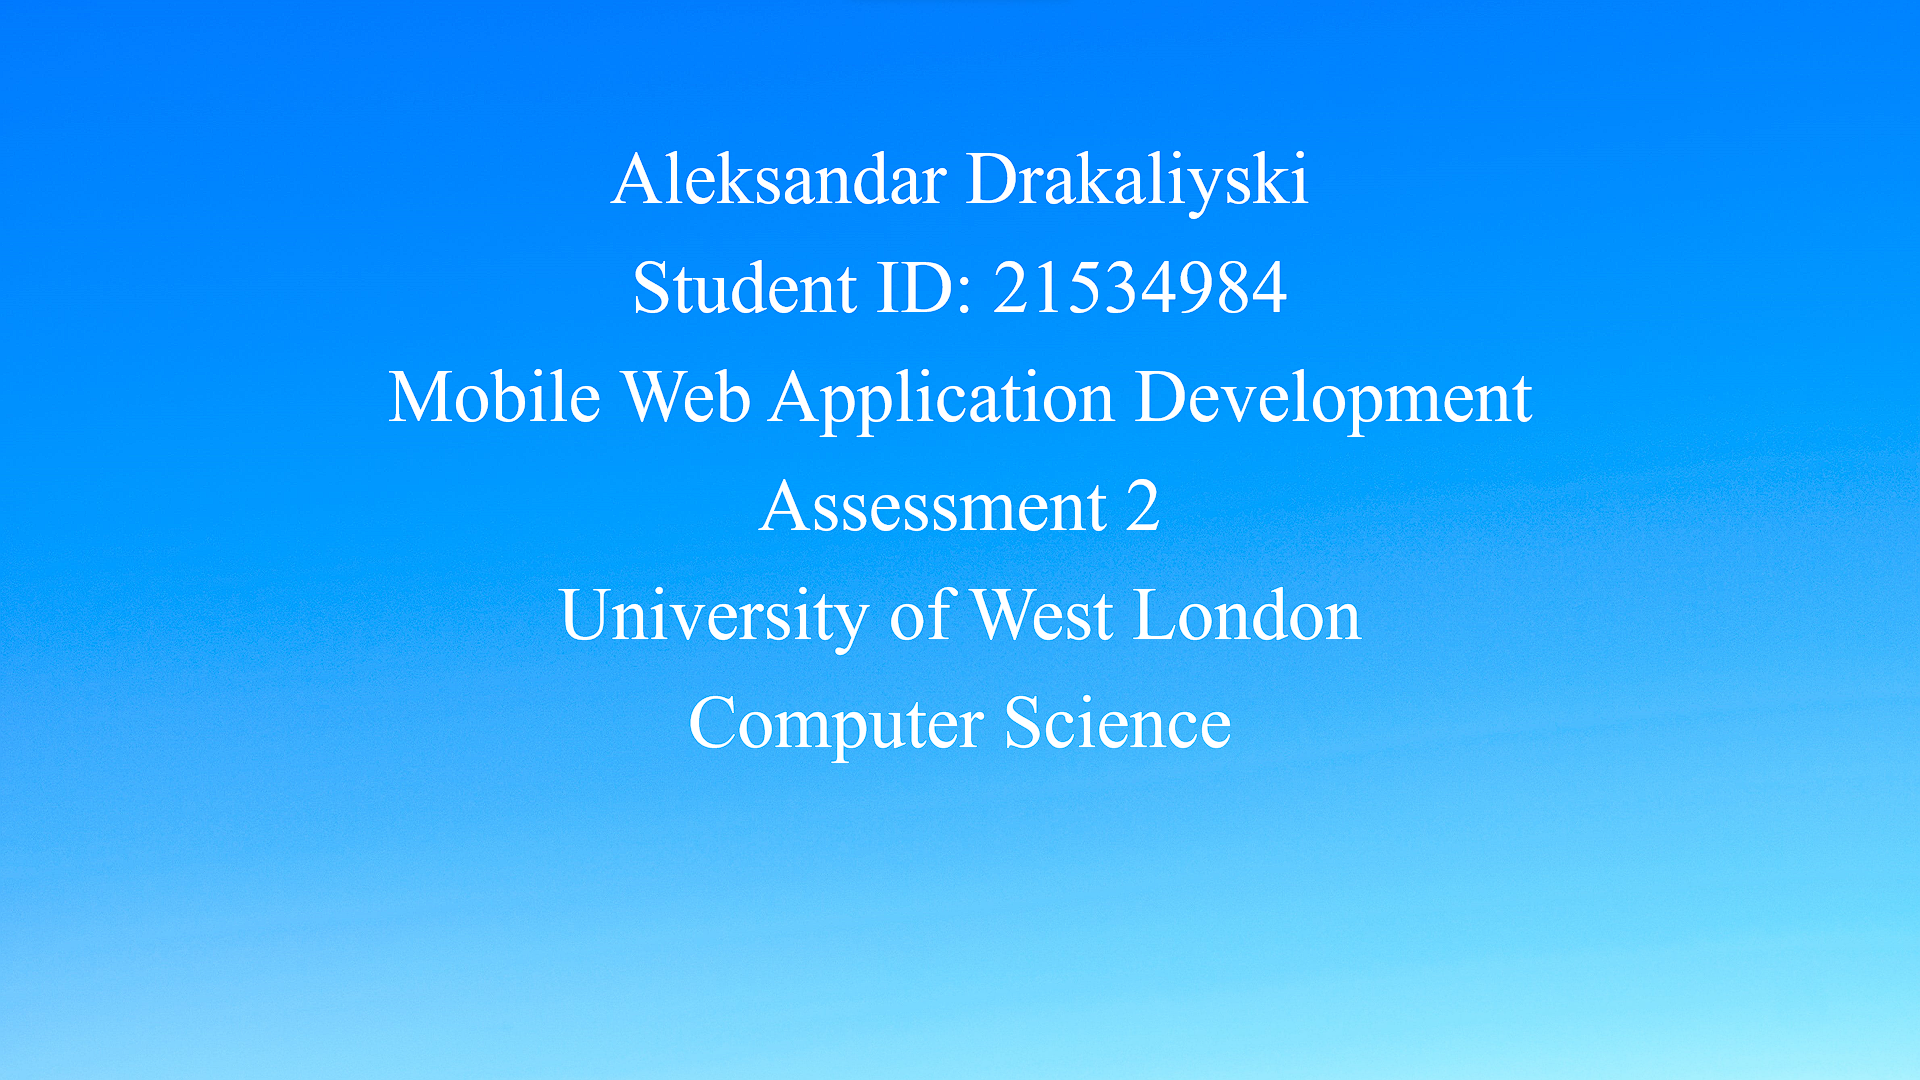 Aleksandar Drakaliyski
Student ID: 21534984
Mobile Web Application Development
Assessment 2
University of West London
Computer Science